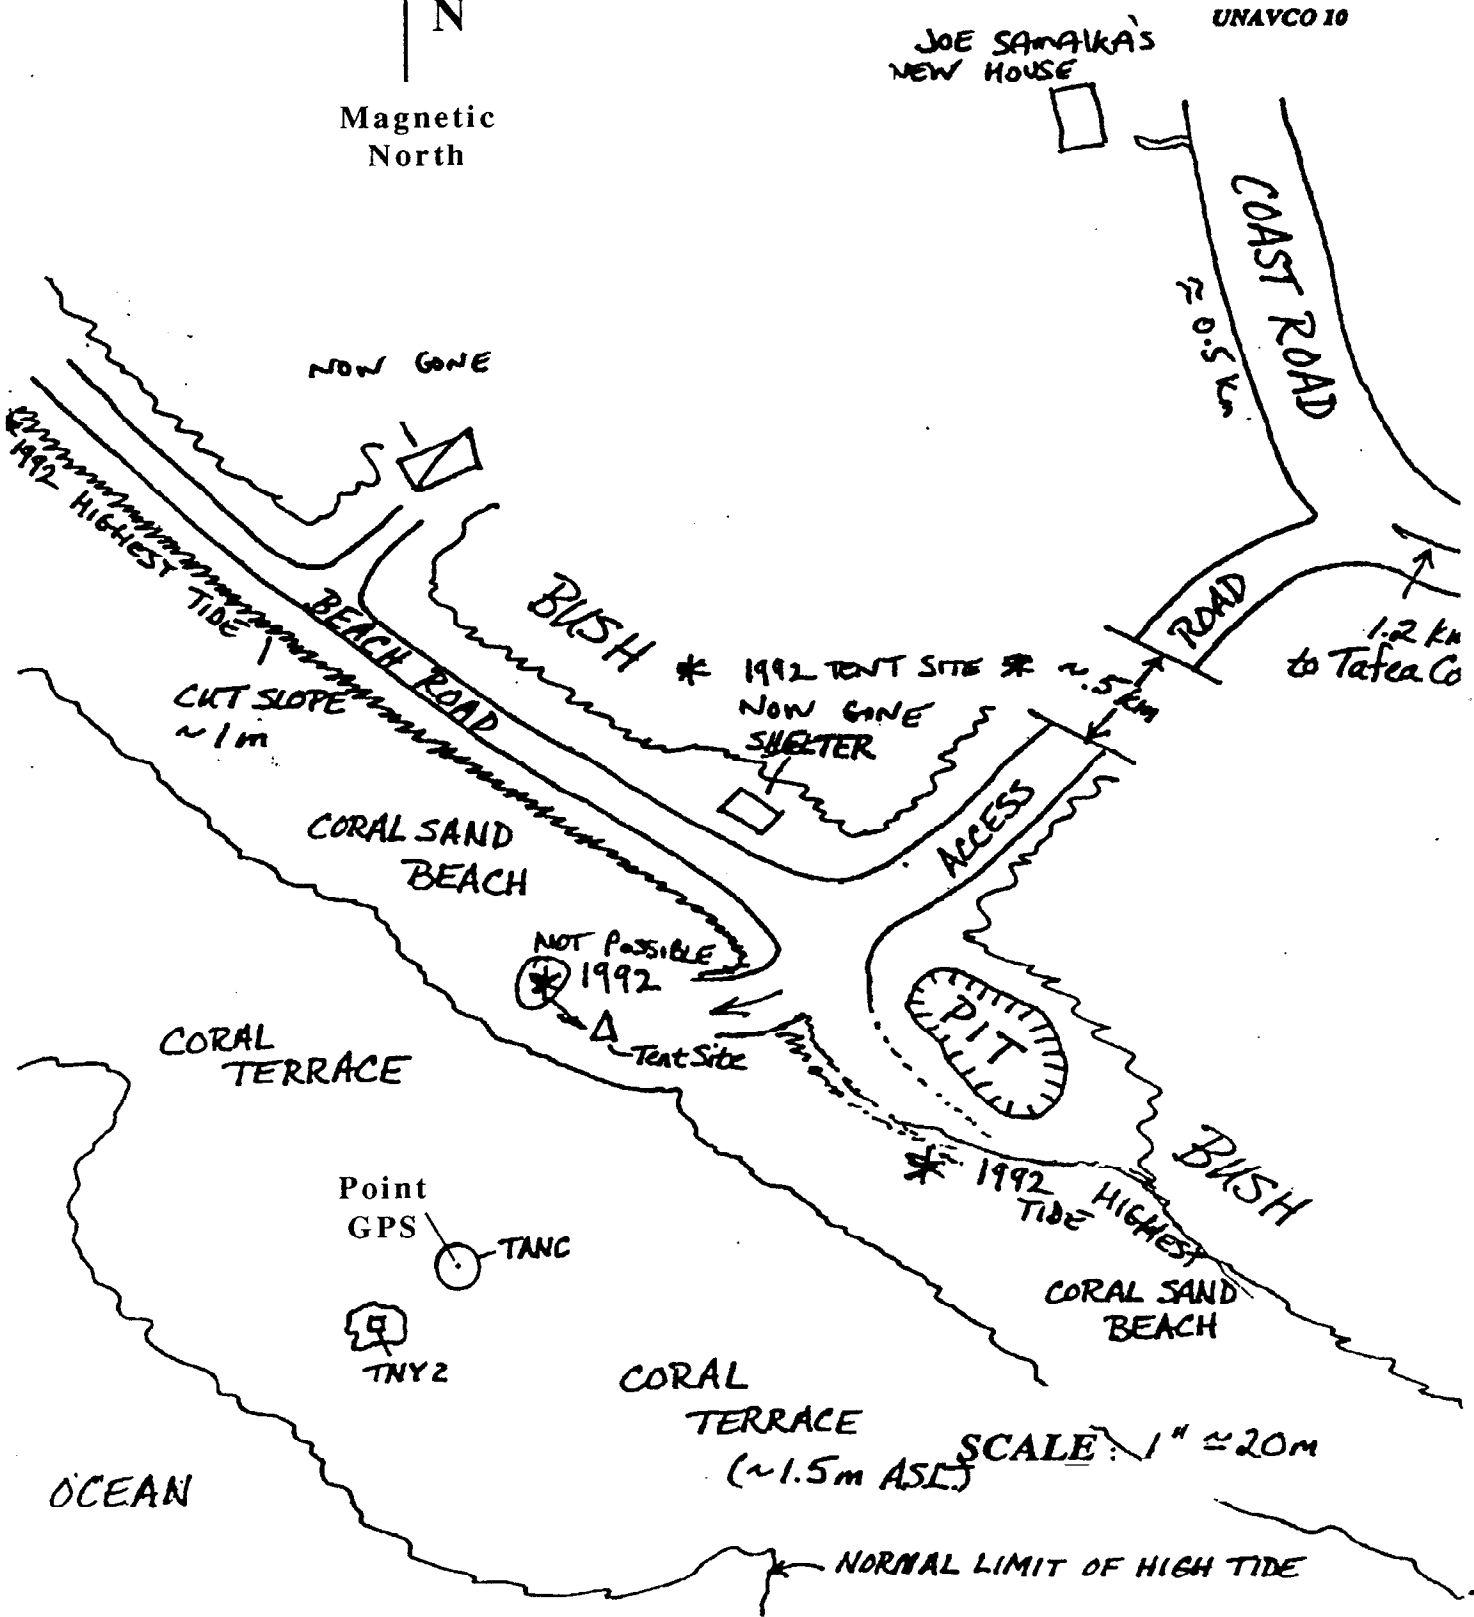 N
UNAVCO 10
Magnetic
North
JOE SAMAIKA'S
NEW HOUSE
COAST ROAD
≈ 0.5 km
NOW GONE
1992 HIGHEST
TIDE
CUT SLOPE
~1m
BEACH ROAD
BUSH
* 1992 TENT SITE *
NOW GONE
SHELTER
~.5 km
ROAD
1.2 km
to Tafea Co
ACCESS
CORAL SAND
BEACH
NOT POSSIBLE
* 1992
Tent Site
PIT
CORAL
TERRACE
BUSH
* 1992 HIGHEST
TIDE
Point
GPS
TANC
TNY2
CORAL SAND
BEACH
CORAL
TERRACE
(~1.5m ASL)
SCALE: 1" ≃20m
OCEAN
NORMAL LIMIT OF HIGH TIDE